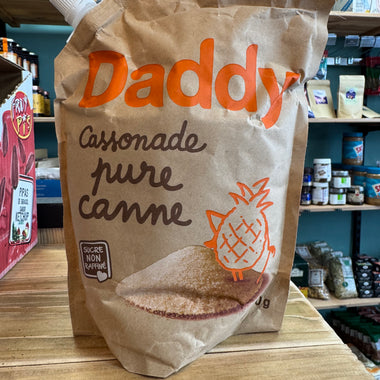 Daddy
Cassonade
pure
canne
SUCRE
NON
RAFFINÉ
g